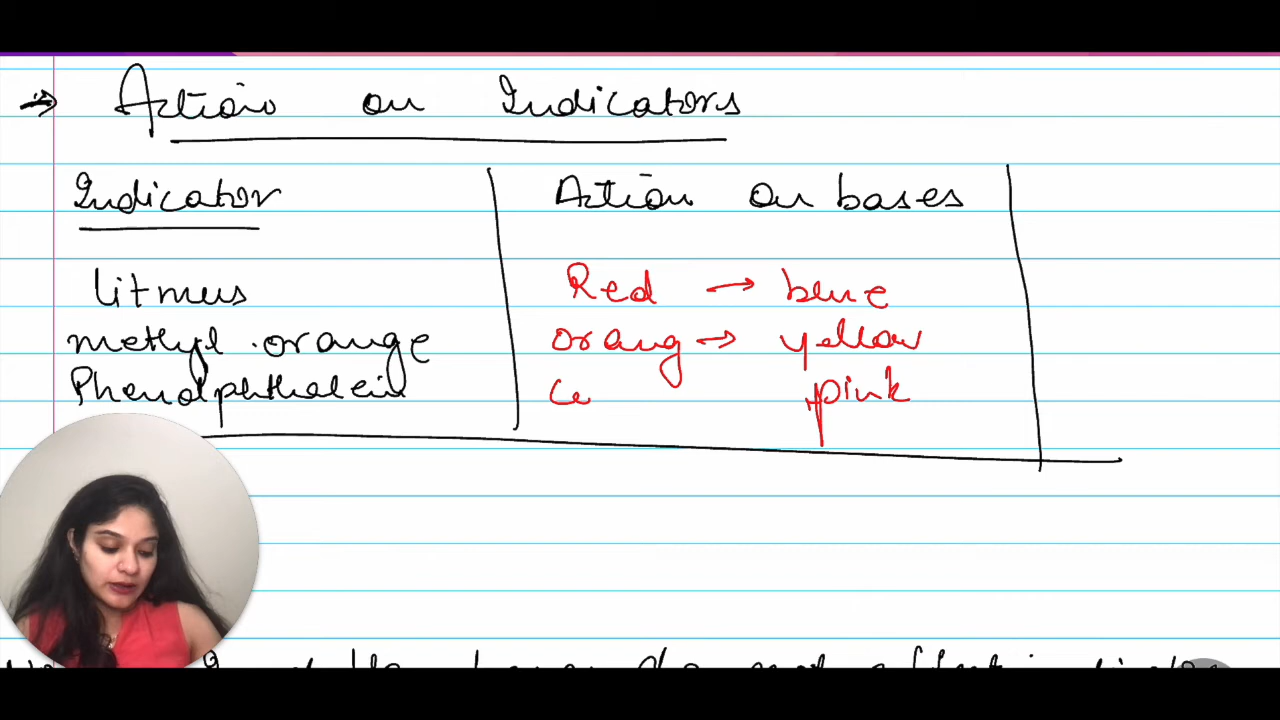 Action on Indicators
Indicator Action on bases
litmus Red → blue
methyl orange orang → yellow
Phenolphthalein pink